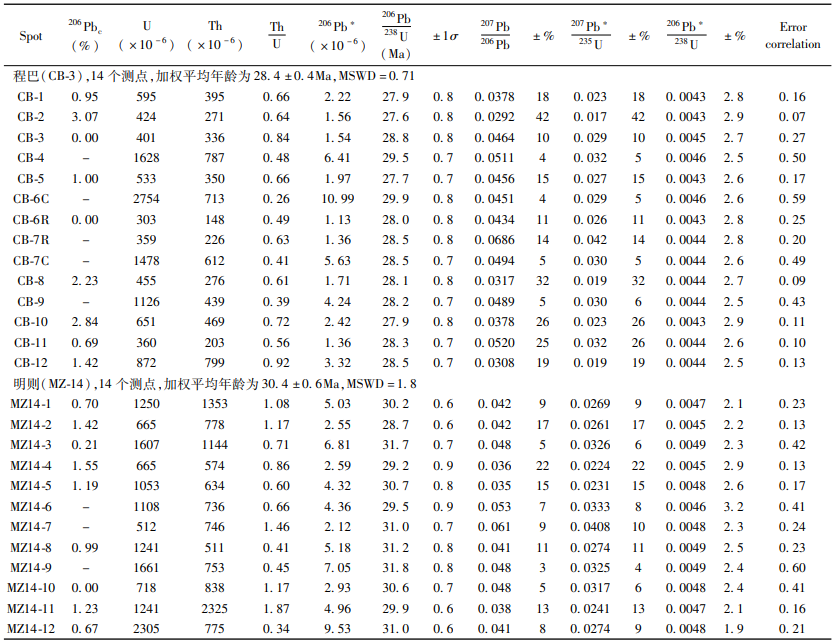 Spot 206Pbc (%) U (×10-6) Th (×10-6) Th/U 206Pb* (×10-6) 206Pb/238U (Ma) ±1σ 207Pb/206Pb ±% 207Pb*/235U ±% 206Pb*/238U ±% Error correlation
程巴(CB-3),14个测点,加权平均年龄为28.4±0.4Ma,MSWD=0.71
CB-1 0.95 595 395 0.66 2.22 27.9 0.8 0.0378 18 0.023 18 0.0043 2.8 0.16
CB-2 3.07 424 271 0.64 1.56 27.6 0.8 0.0292 42 0.017 42 0.0043 2.9 0.07
CB-3 0.00 401 336 0.84 1.54 28.8 0.8 0.0464 10 0.029 10 0.0045 2.7 0.27
CB-4 – 1628 787 0.48 6.41 29.5 0.7 0.0511 4 0.032 5 0.0046 2.5 0.50
CB-5 1.00 533 350 0.66 1.97 27.7 0.7 0.0456 15 0.027 15 0.0043 2.6 0.17
CB-6C – 2754 713 0.26 10.99 29.9 0.8 0.0451 4 0.029 5 0.0046 2.6 0.59
CB-6R 0.00 303 148 0.49 1.13 28.0 0.8 0.0434 11 0.026 11 0.0043 2.8 0.25
CB-7R – 359 226 0.63 1.36 28.5 0.8 0.0686 14 0.042 14 0.0044 2.8 0.20
CB-7C – 1478 612 0.41 5.63 28.5 0.7 0.0494 5 0.030 5 0.0044 2.6 0.49
CB-8 2.23 455 276 0.61 1.71 28.1 0.8 0.0317 32 0.019 32 0.0044 2.7 0.09
CB-9 – 1126 439 0.39 4.24 28.2 0.7 0.0489 5 0.030 6 0.0044 2.5 0.43
CB-10 2.84 651 469 0.72 2.42 27.9 0.8 0.0378 26 0.023 26 0.0043 2.9 0.11
CB-11 0.69 360 203 0.56 1.36 28.3 0.7 0.0520 25 0.032 26 0.0044 2.6 0.10
CB-12 1.42 872 799 0.92 3.32 28.5 0.7 0.0308 19 0.019 19 0.0044 2.5 0.13
明则(MZ-14),14个测点,加权平均年龄为30.4±0.6Ma,MSWD=1.8
MZ14-1 0.70 1250 1353 1.08 5.03 30.2 0.6 0.042 9 0.0269 9 0.0047 2.1 0.23
MZ14-2 1.42 665 778 1.17 2.55 28.7 0.6 0.042 17 0.0261 17 0.0045 2.2 0.13
MZ14-3 0.21 1607 1144 0.71 6.81 31.7 0.7 0.048 5 0.0326 6 0.0049 2.3 0.42
MZ14-4 1.55 665 574 0.86 2.59 29.2 0.9 0.036 22 0.0224 22 0.0045 2.9 0.13
MZ14-5 1.19 1053 634 0.60 4.32 30.7 0.8 0.035 15 0.0231 15 0.0048 2.6 0.17
MZ14-6 – 1108 736 0.66 4.36 29.5 0.9 0.053 7 0.0333 8 0.0046 3.2 0.41
MZ14-7 – 512 746 1.46 2.12 31.0 0.7 0.061 9 0.0408 10 0.0048 2.3 0.24
MZ14-8 0.99 1241 511 0.41 5.18 31.2 0.8 0.041 11 0.0274 11 0.0049 2.5 0.23
MZ14-9 – 1661 753 0.45 7.05 31.8 0.8 0.048 3 0.0325 4 0.0049 2.4 0.60
MZ14-10 0.00 718 838 1.17 2.93 30.6 0.7 0.048 5 0.0317 6 0.0048 2.4 0.41
MZ14-11 1.23 1241 2325 1.87 4.96 29.9 0.6 0.038 13 0.0241 13 0.0047 2.1 0.16
MZ14-12 0.67 2305 775 0.34 9.53 31.0 0.6 0.041 8 0.0274 9 0.0048 1.9 0.21